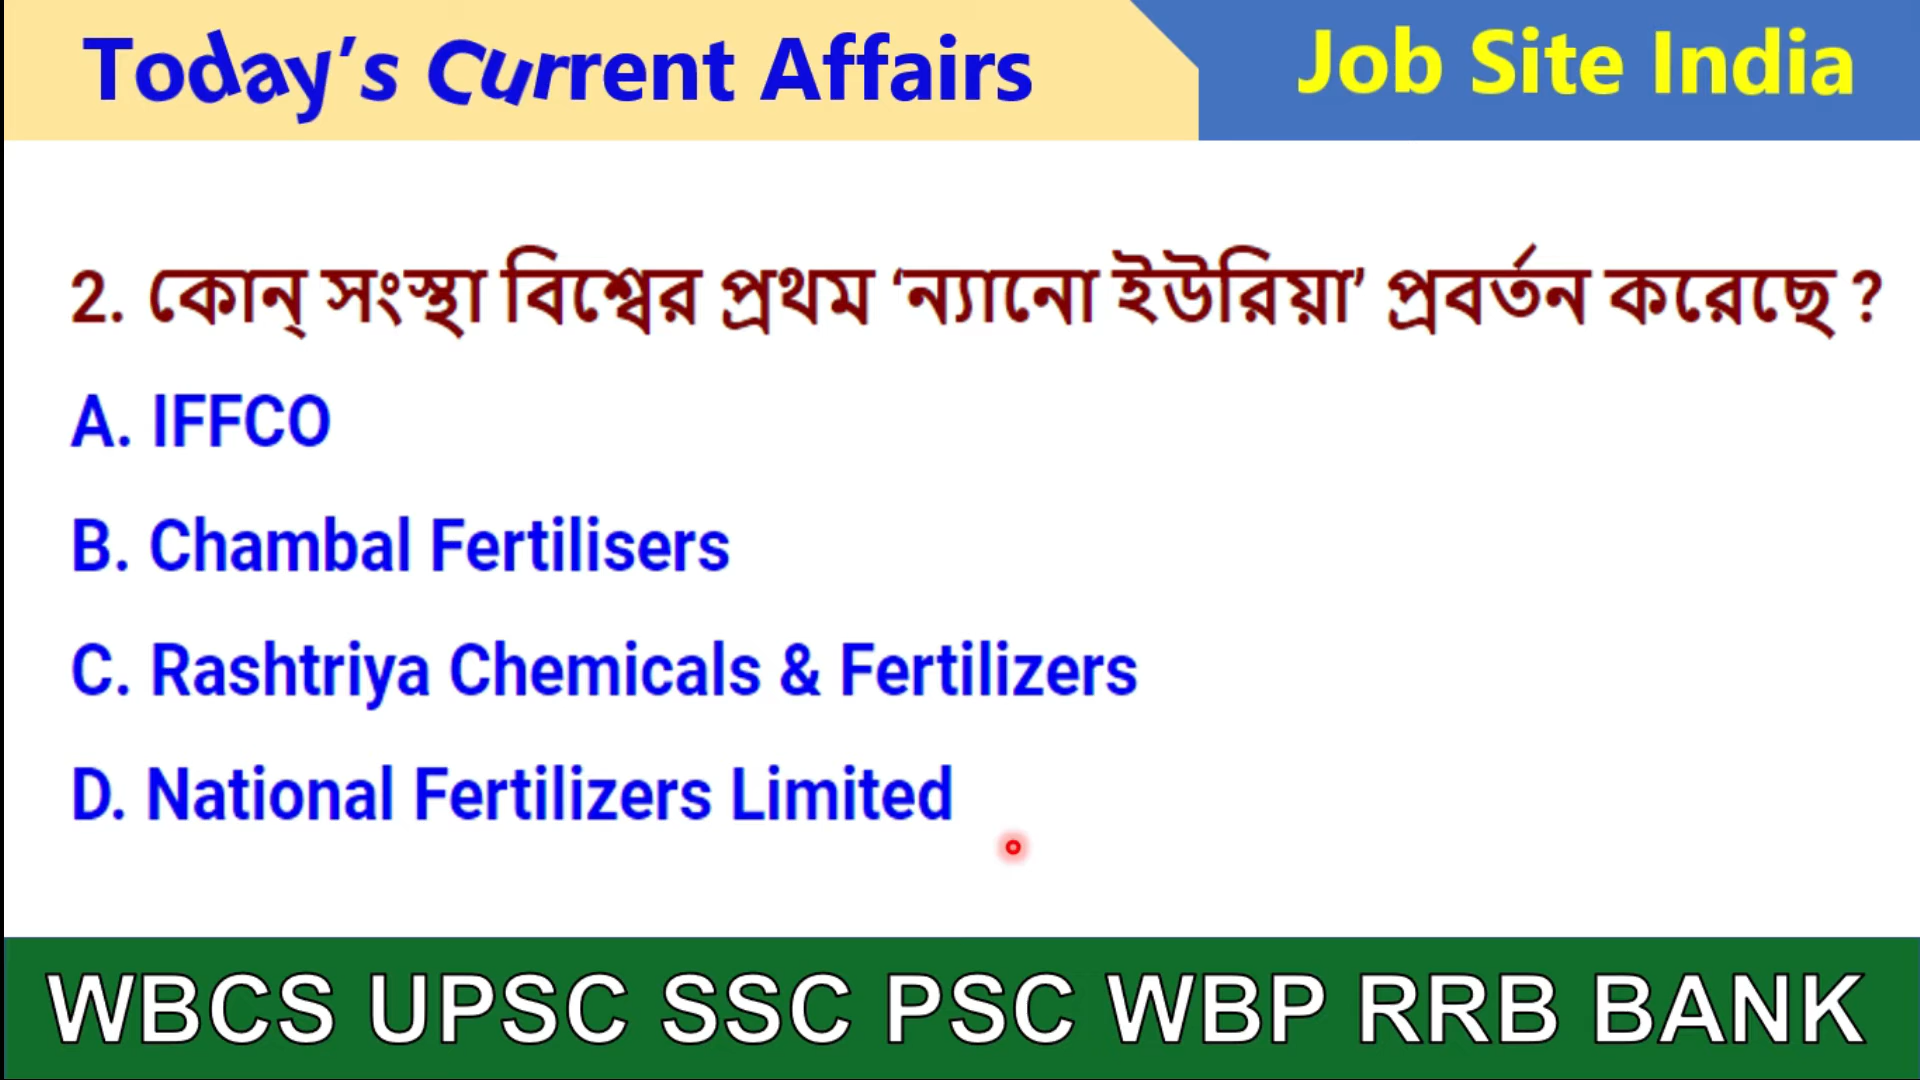 Today's Current Affairs
Job Site India
2. কোন্ সংস্থা বিশ্বের প্রথম ‘ন্যানো ইউরিয়া’ প্রবর্তন করেছে ?
A. IFFCO
B. Chambal Fertilisers
C. Rashtriya Chemicals & Fertilizers
D. National Fertilizers Limited
WBCS UPSC SSC PSC WBP RRB BANK